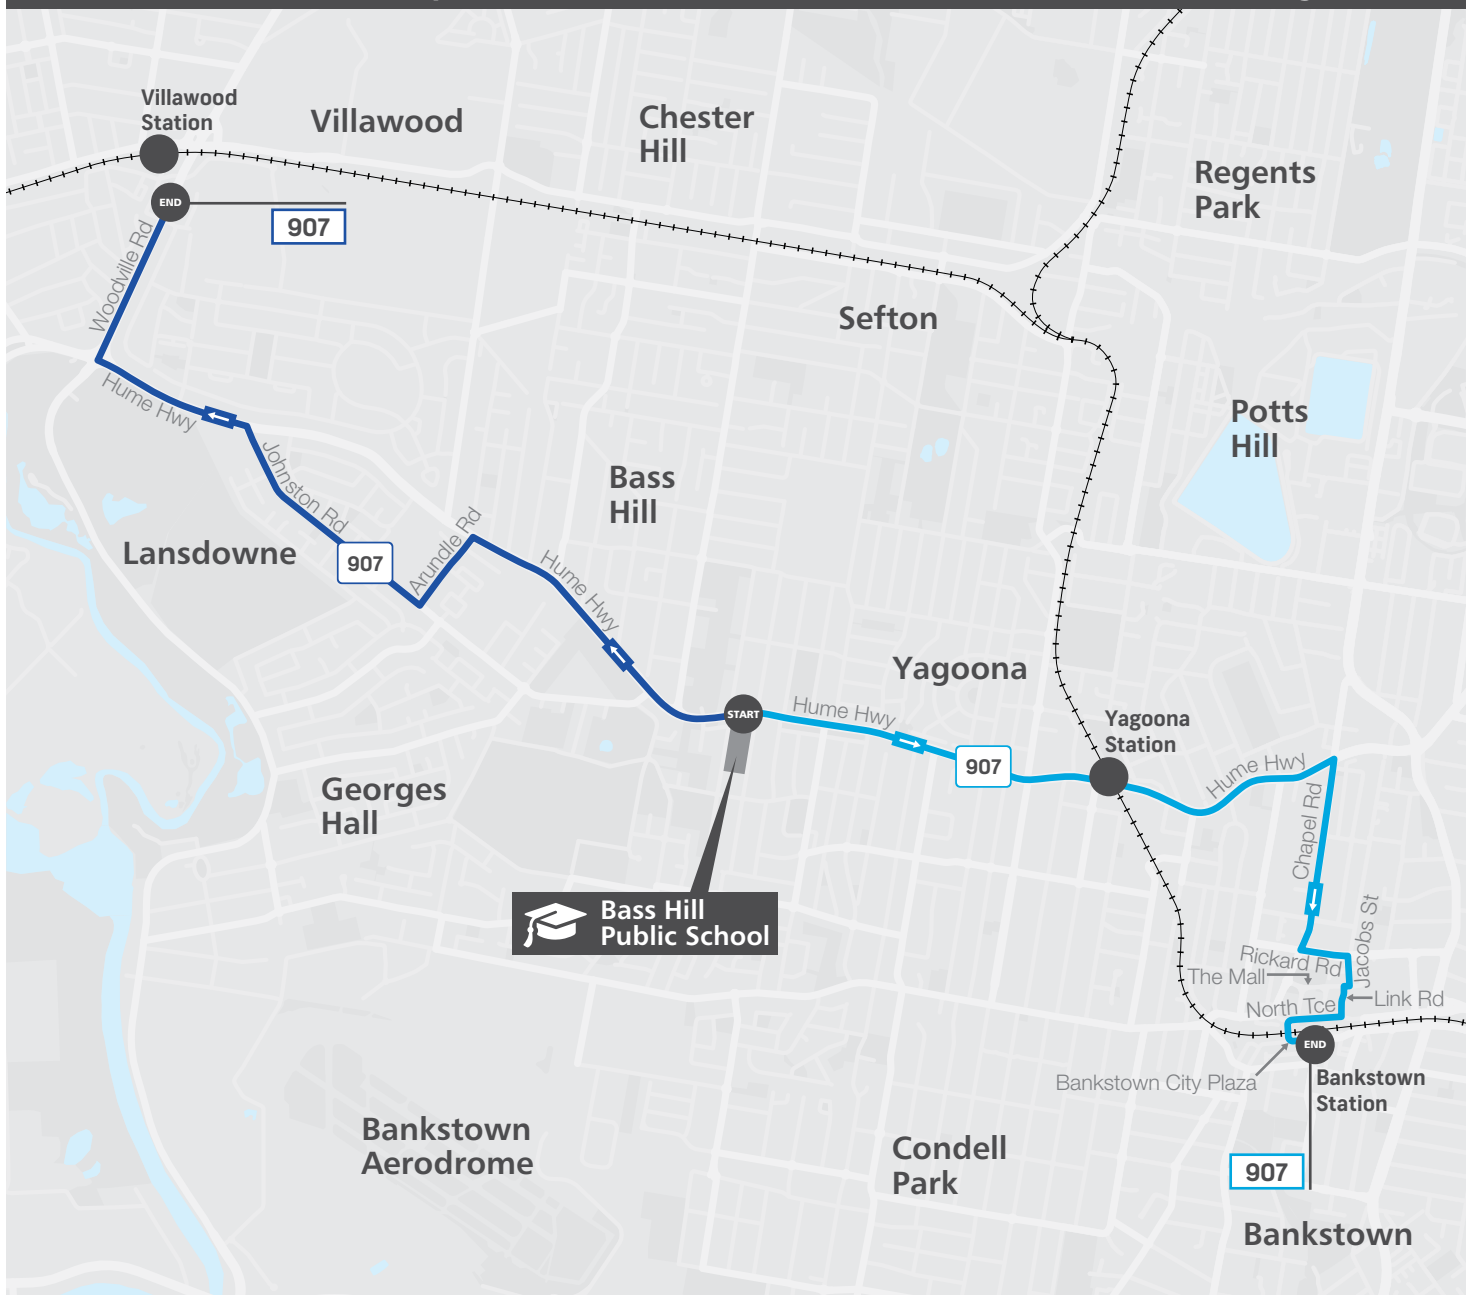 Villawood
Station
Villawood
Chester
Hill
Regents
Park
END
907
Woodville Rd
Sefton
Hume Hwy
Potts
Hill
Johnston Rd
Bass
Hill
Lansdowne
907
Arundle Rd
Hume Hwy
Yagoona
START
Hume Hwy
Yagoona
Station
907
Hume Hwy
Georges
Hall
Chapel Rd
Bass Hill
Public School
Jacobs St
Rickard Rd
The Mall
Link Rd
North Tce
END
Bankstown City Plaza
Bankstown
Station
Bankstown
Aerodrome
Condell
Park
907
Bankstown